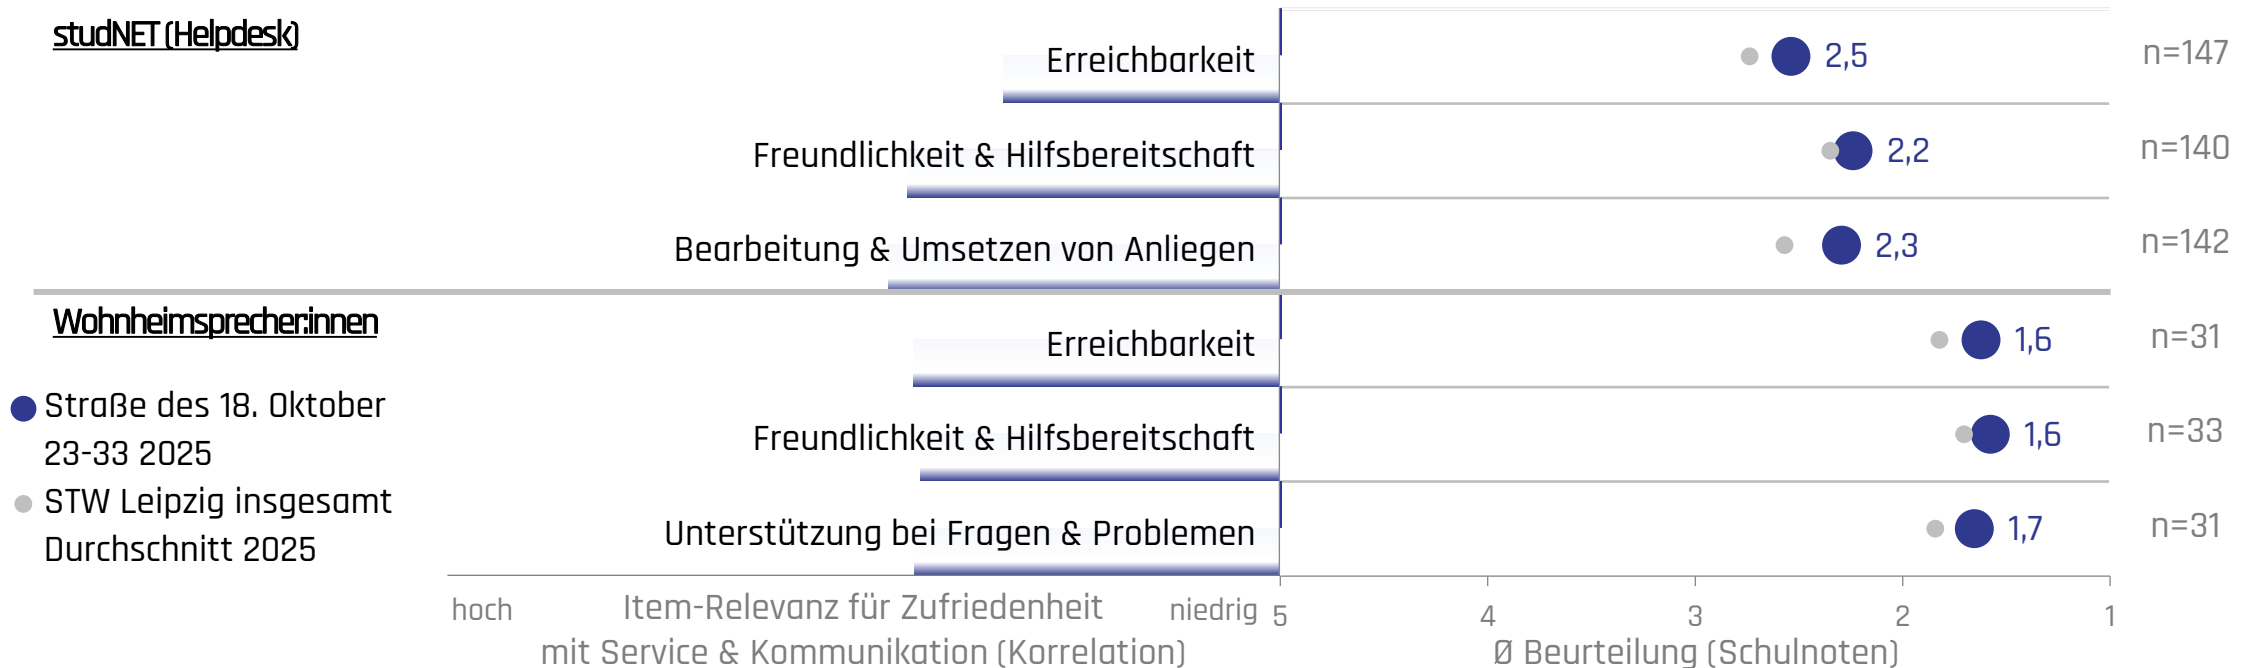 studNET (Helpdesk)
Erreichbarkeit
2,5
n=147
Freundlichkeit & Hilfsbereitschaft
2,2
n=140
Bearbeitung & Umsetzen von Anliegen
2,3
n=142
Wohnheimsprecher:innen
Erreichbarkeit
1,6
n=31
Freundlichkeit & Hilfsbereitschaft
1,6
n=33
Unterstützung bei Fragen & Problemen
1,7
n=31
Straße des 18. Oktober
23-33 2025
STW Leipzig insgesamt
Durchschnitt 2025
hoch
Item-Relevanz für Zufriedenheit
mit Service & Kommunikation (Korrelation)
niedrig
5
4
3
2
1
Ø Beurteilung (Schulnoten)